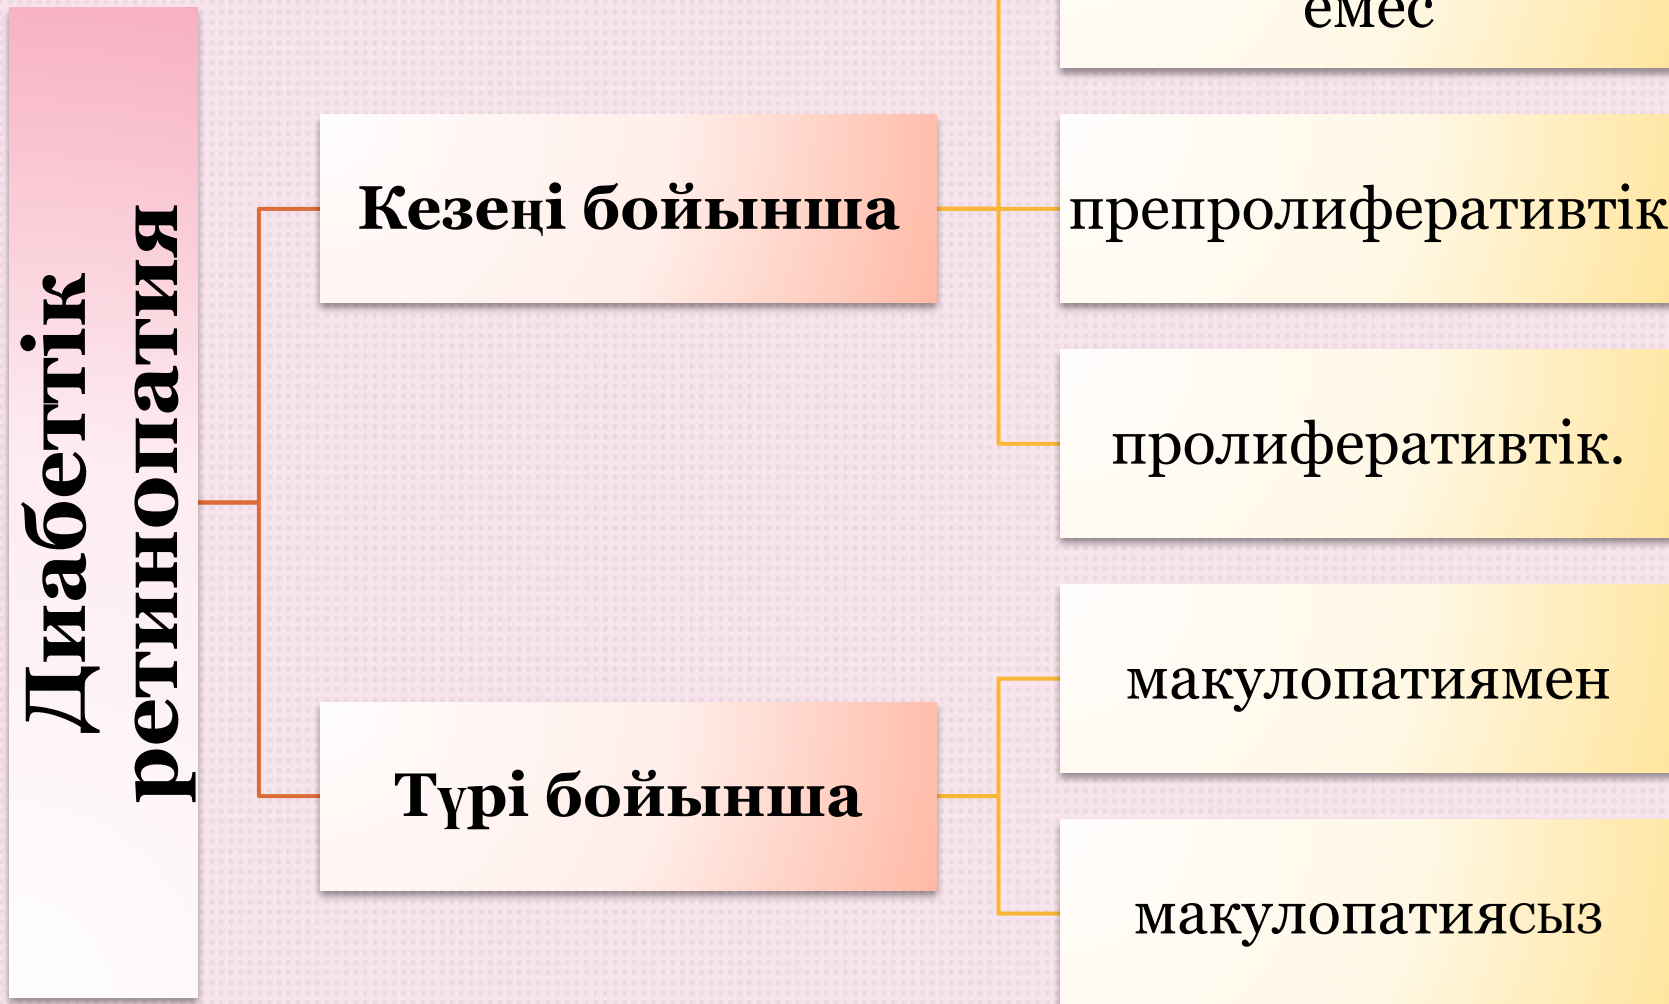 Диабеттік
ретинопатия
Кезеңі бойынша
емес
препролиферативтік
пролиферативтік.
Түрі бойынша
макулопатиямен
макулопатиясыз